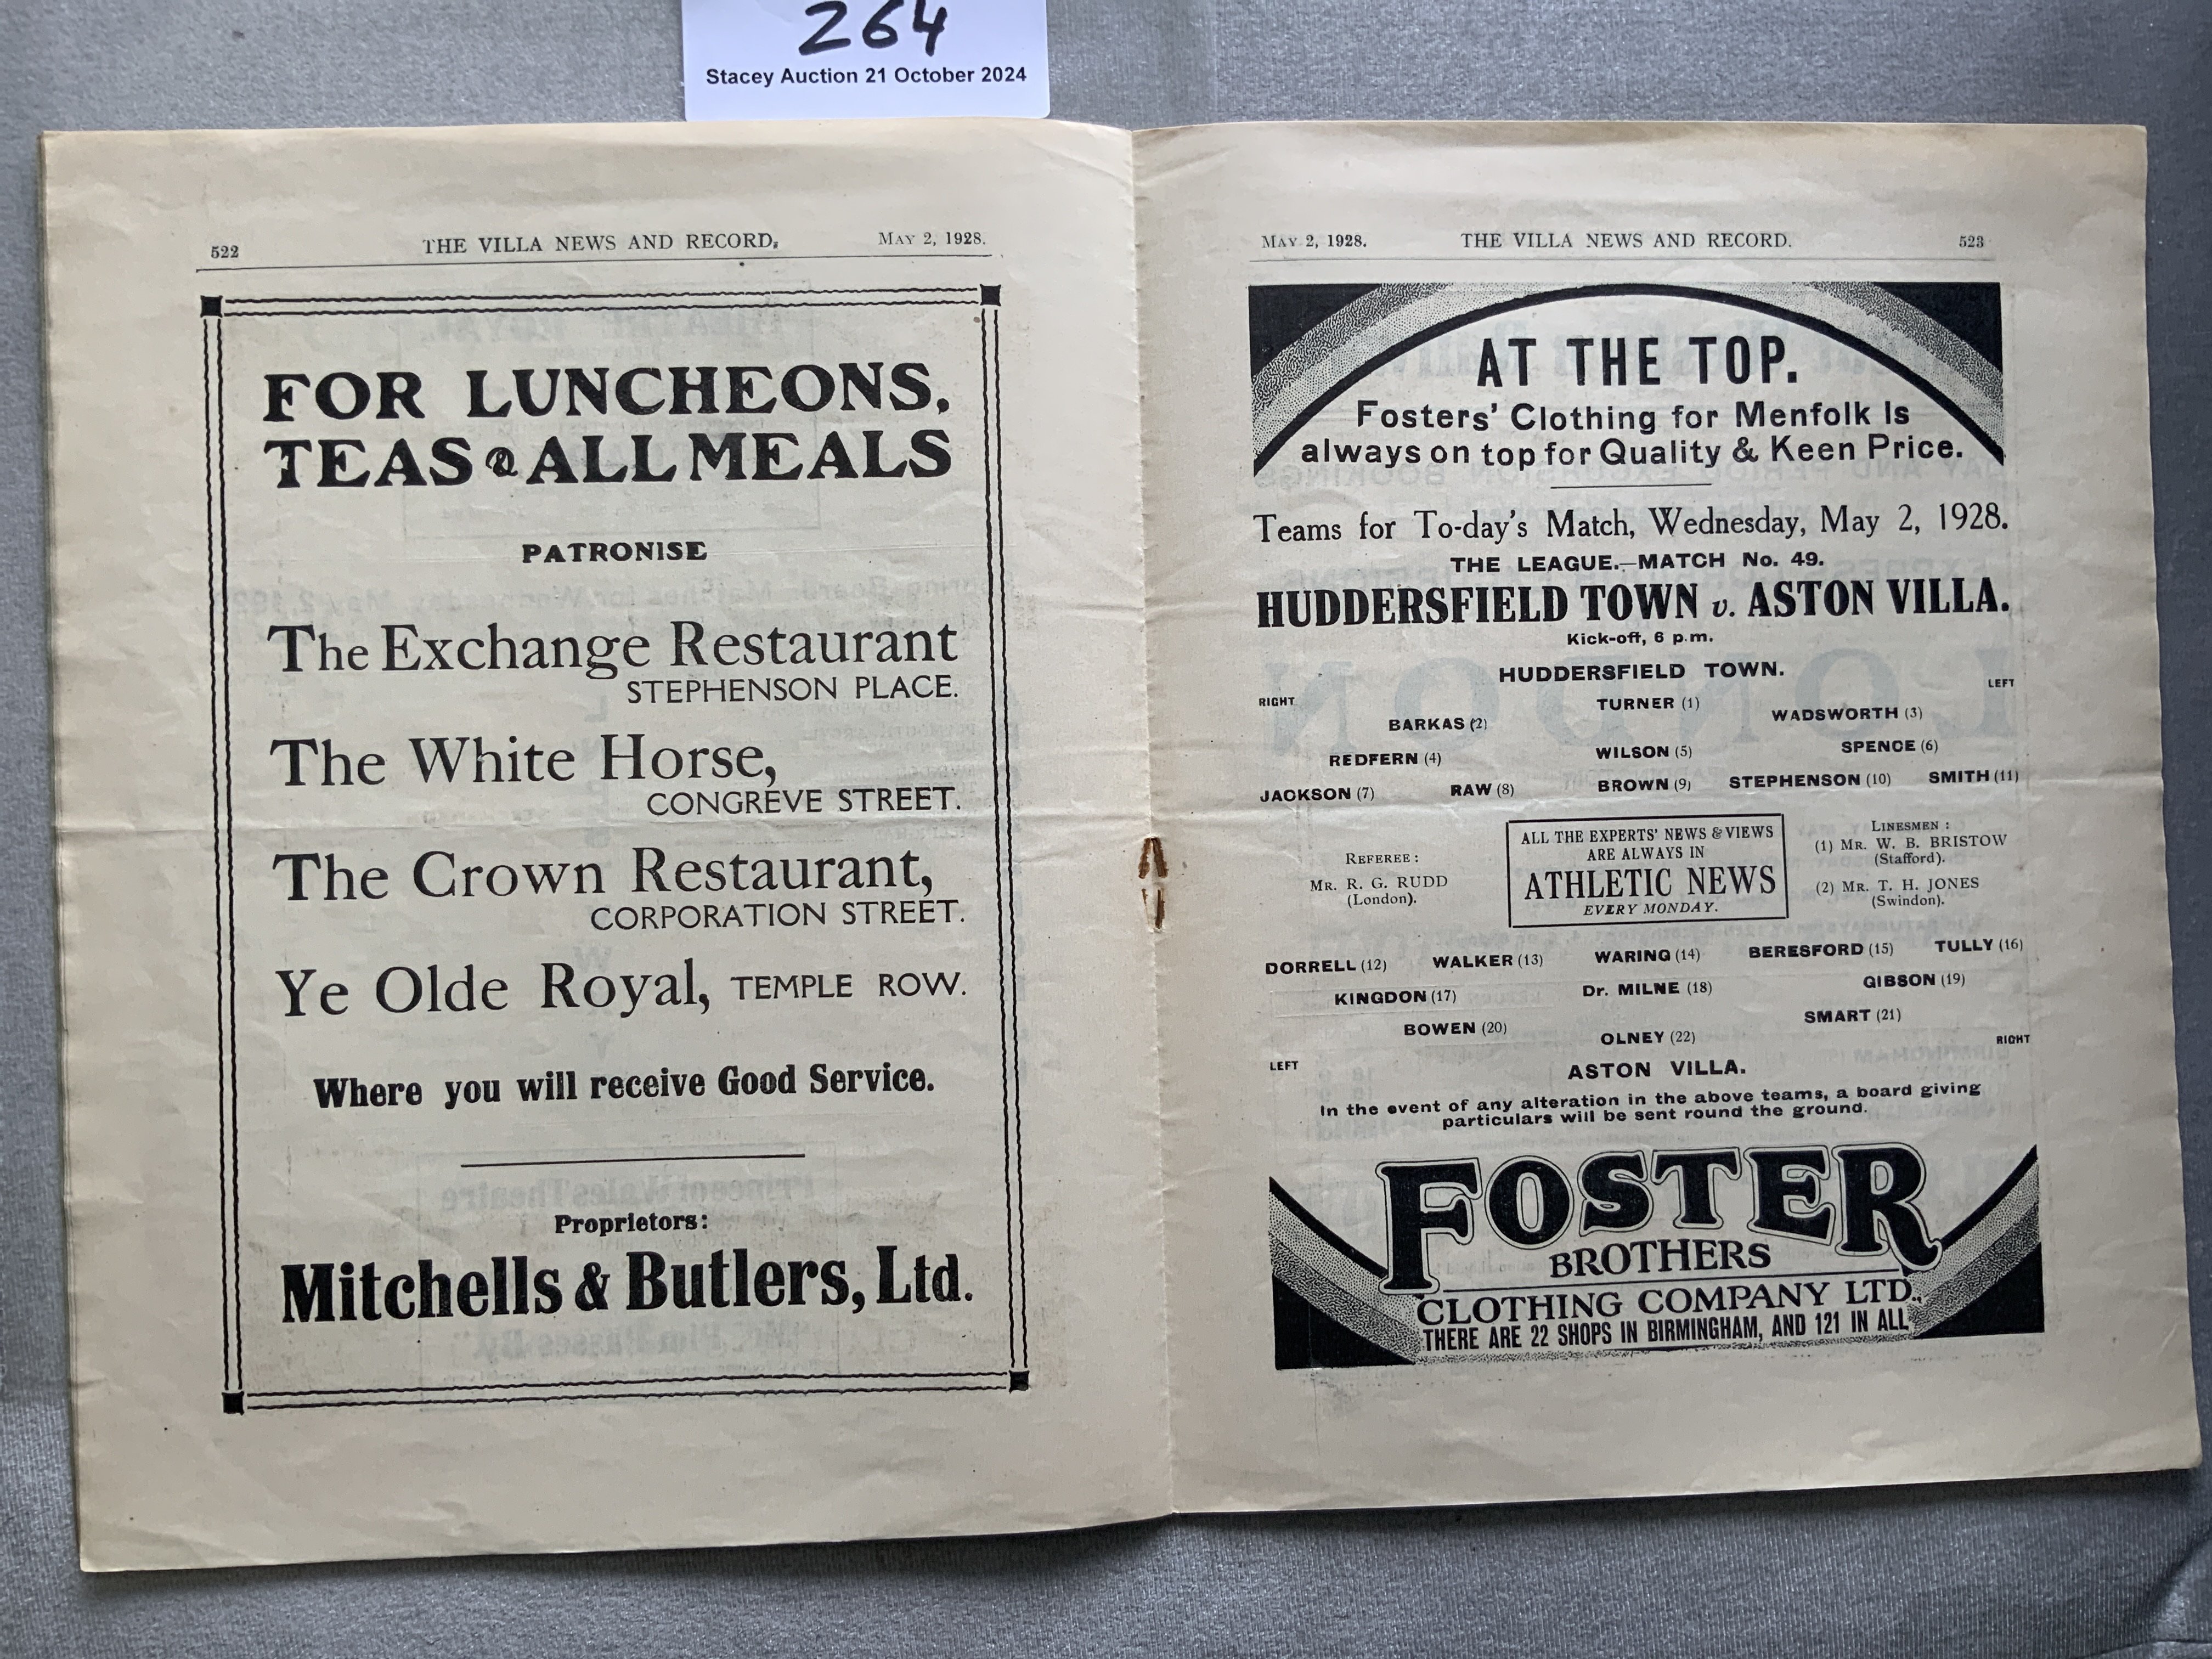 264
Stacey Auction 21 October 2024
522 THE VILLA NEWS AND RECORD. MAY 2, 1928.
FOR LUNCHEONS,
TEAS & ALL MEALS
PATRONISE
The Exchange Restaurant
STEPHENSON PLACE.
The White Horse,
CONGREVE STREET.
The Crown Restaurant,
CORPORATION STREET.
Ye Olde Royal, TEMPLE ROW.
Where you will receive Good Service.
Proprietors:
Mitchells & Butlers, Ltd.
MAY 2, 1928. THE VILLA NEWS AND RECORD. 523
AT THE TOP.
Fosters' Clothing for Menfolk Is
always on top for Quality & Keen Price.
Teams for To-day's Match, Wednesday, May 2, 1928.
THE LEAGUE.—MATCH No. 49.
HUDDERSFIELD TOWN v. ASTON VILLA.
Kick-off, 6 p.m.
HUDDERSFIELD TOWN.
RIGHT LEFT
TURNER (1)
BARKAS (2) WADSWORTH (3)
REDFERN (4) WILSON (5) SPENCE (6)
JACKSON (7) RAW (8) BROWN (9) STEPHENSON (10) SMITH (11)
REFEREE:
MR. R. G. RUDD
(London).
ALL THE EXPERTS' NEWS & VIEWS
ARE ALWAYS IN
ATHLETIC NEWS
EVERY MONDAY.
LINESMEN:
(1) MR. W. B. BRISTOW
(Stafford).
(2) MR. T. H. JONES
(Swindon).
DORRELL (12) WALKER (13) WARING (14) BERESFORD (15) TULLY (16)
KINGDON (17) Dr. MILNE (18) GIBSON (19)
BOWEN (20) SMART (21)
OLNEY (22)
LEFT RIGHT
ASTON VILLA.
In the event of any alteration in the above teams, a board giving
particulars will be sent round the ground.
FOSTER
BROTHERS
CLOTHING COMPANY LTD.,
THERE ARE 22 SHOPS IN BIRMINGHAM, AND 121 IN ALL